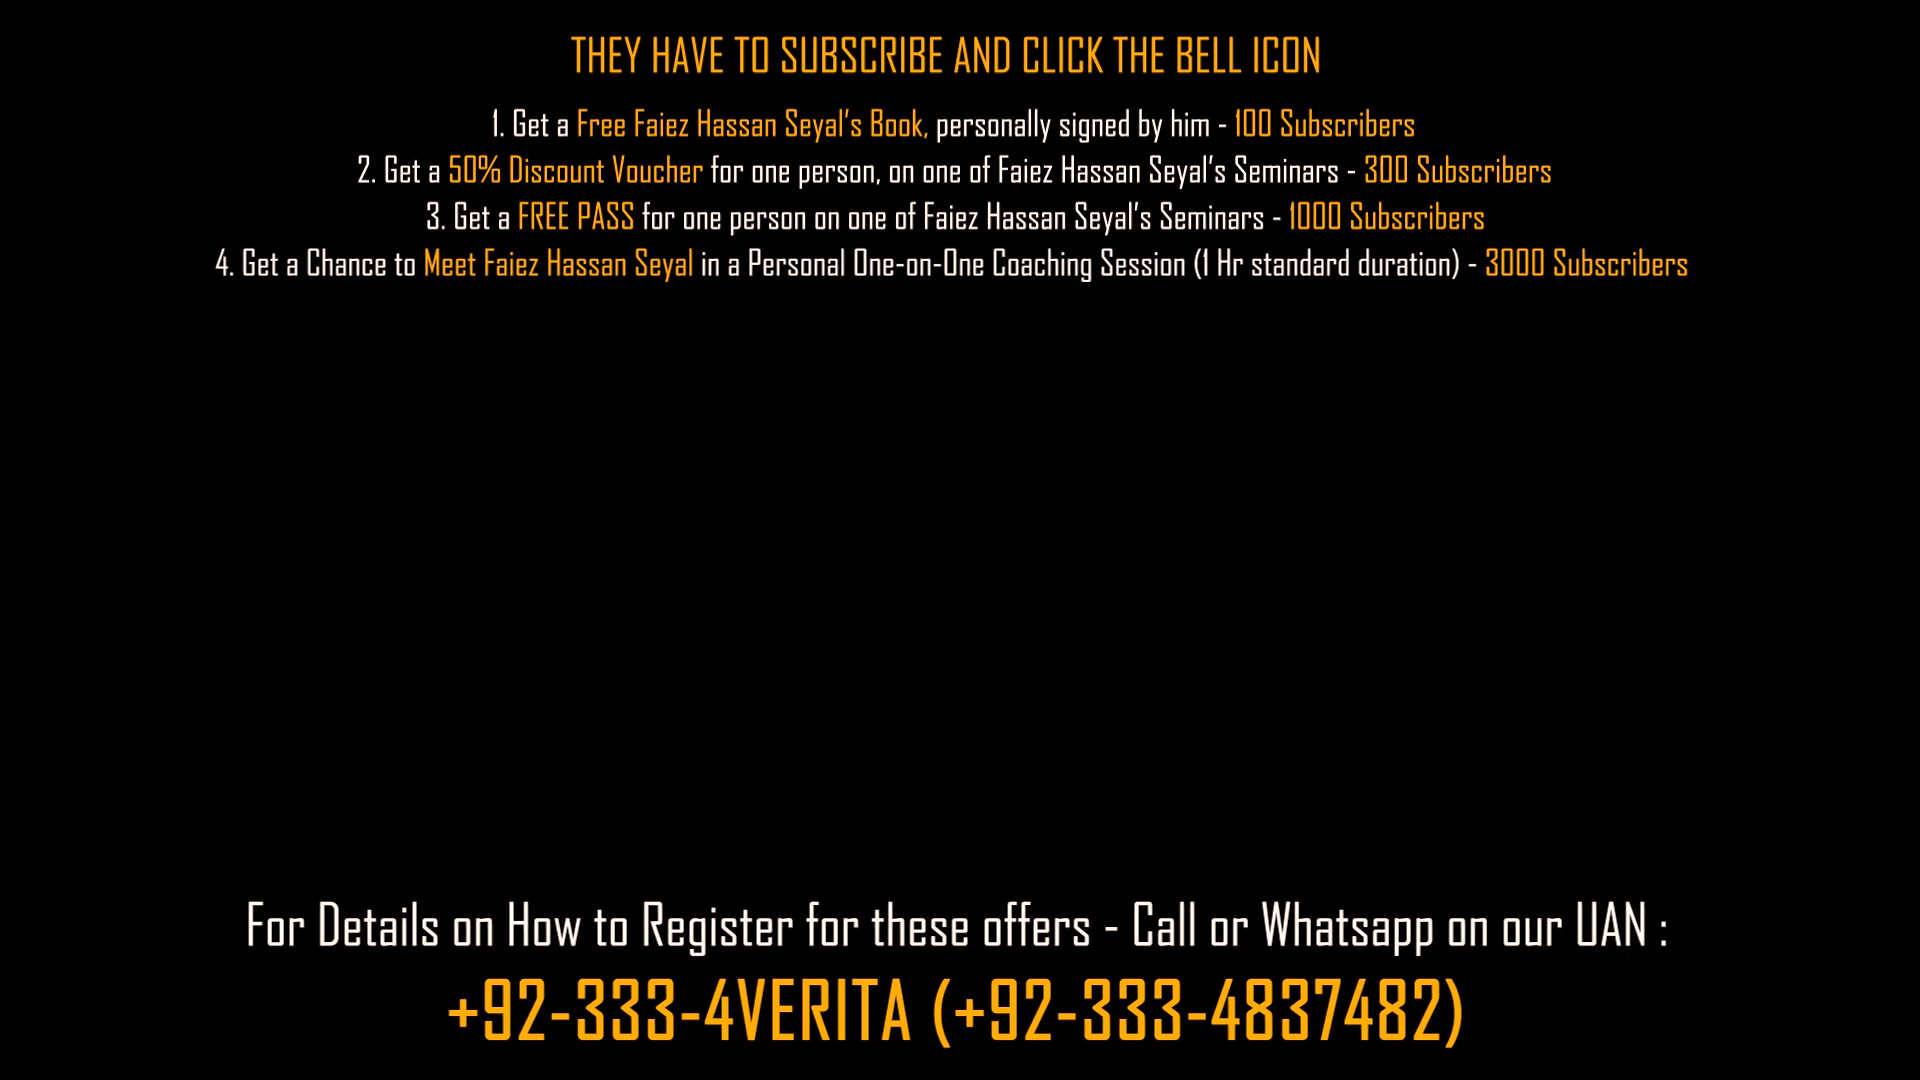 THEY HAVE TO SUBSCRIBE AND CLICK THE BELL ICON
1. Get a Free Faiez Hassan Seyal's Book, personally signed by him - 100 Subscribers
2. Get a 50% Discount Voucher for one person, on one of Faiez Hassan Seyal's Seminars - 300 Subscribers
3. Get a FREE PASS for one person on one of Faiez Hassan Seyal's Seminars - 1000 Subscribers
4. Get a Chance to Meet Faiez Hassan Seyal in a Personal One-on-One Coaching Session (1 Hr standard duration) - 3000 Subscribers
For Details on How to Register for these offers - Call or Whatsapp on our UAN :
+92-333-4VERITA (+92-333-4837482)